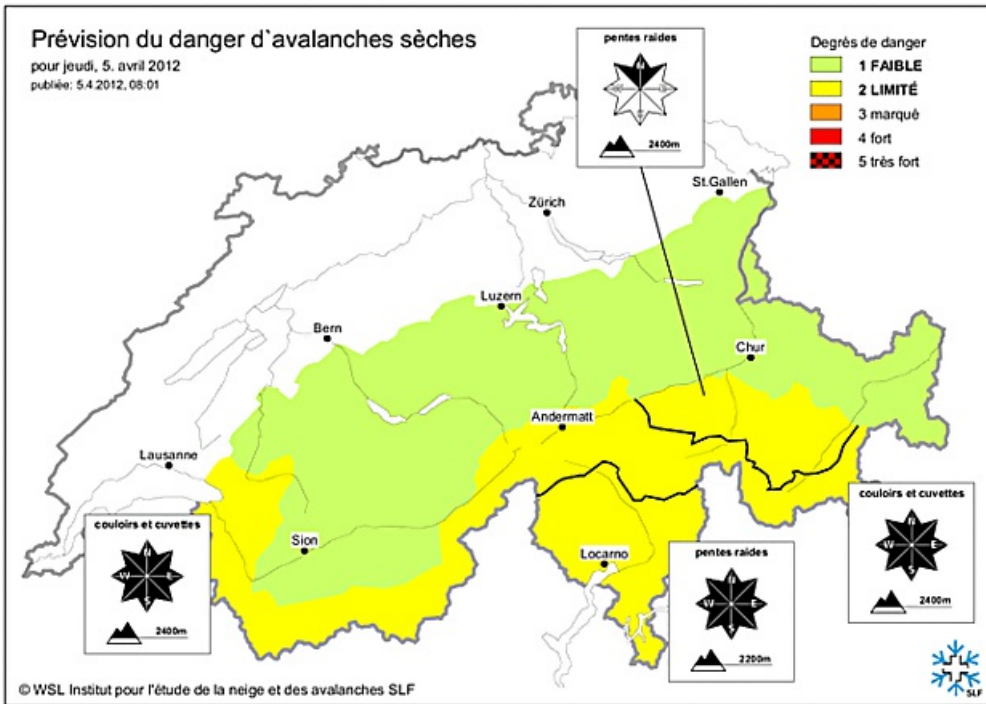 Prévision du danger d`avalanches sèches
pour jeudi, 5. avril 2012
publiée: 5.4.2012, 08:01
pentes raides
N
2400m
Degrés de danger
1 FAIBLE
2 LIMITÉ
3 marqué
4 fort
5 très fort
St.Gallen
Zürich
Luzern
Bern
Chur
Andermatt
Lausanne
Sion
Locarno
couloirs et cuvettes
N
W E
S
2400m
pentes raides
N
W E
S
2200m
couloirs et cuvettes
N
W E
S
2400m
© WSL Institut pour l'étude de la neige et des avalanches SLF
SLF